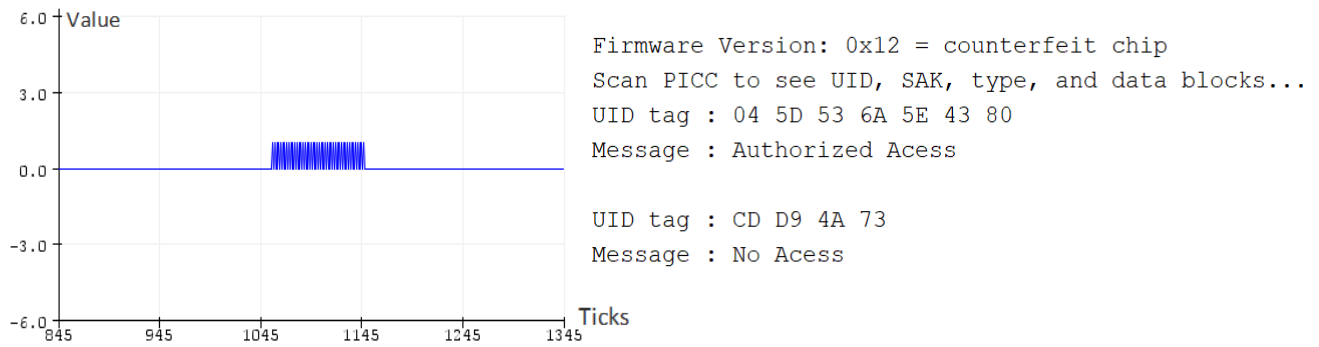 6.0 Value
3.0
0.0
-3.0
-6.0
845 945 1045 1145 1245 1345
Ticks
Firmware Version: 0x12 = counterfeit chip
Scan PICC to see UID, SAK, type, and data blocks...
UID tag : 04 5D 53 6A 5E 43 80
Message : Authorized Acess
UID tag : CD D9 4A 73
Message : No Acess